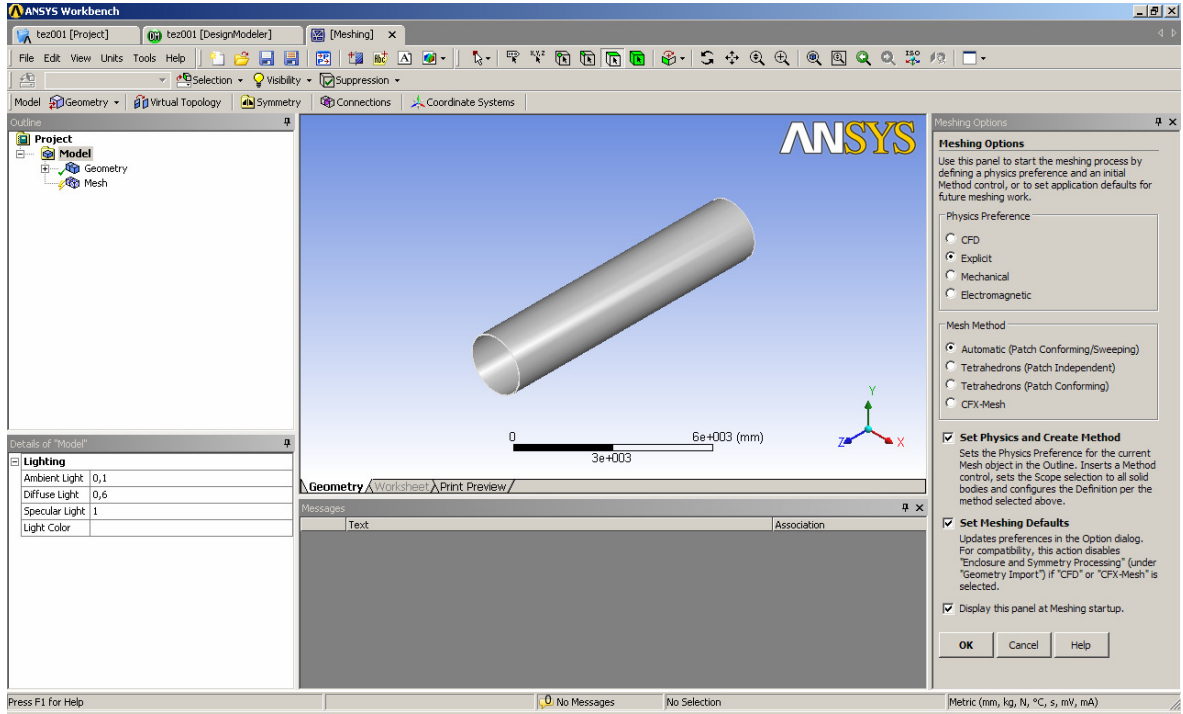 ANSYS Workbench
tez001 [Project]
tez001 [DesignModeler]
[Meshing]
File Edit View Units Tools Help
Selection
Visibility
Suppression
Model Geometry Virtual Topology Symmetry Connections Coordinate Systems
Outline
Project
Model
Geometry
Mesh
Details of "Model"
Lighting
Ambient Light 0,1
Diffuse Light 0,6
Specular Light 1
Light Color
ANSYS
Y
Z
X
0
6e+003 (mm)
3e+003
Geometry Worksheet Print Preview
Messages
Text
Association
Meshing Options
Meshing Options
Use this panel to start the meshing process by
defining a physics preference and an initial
Method control, or to set application defaults for
future meshing work.
Physics Preference
CFD
Explicit
Mechanical
Electromagnetic
Mesh Method
Automatic (Patch Conforming/Sweeping)
Tetrahedrons (Patch Independent)
Tetrahedrons (Patch Conforming)
CFX-Mesh
Set Physics and Create Method
Sets the Physics Preference for the current
Mesh object in the Outline. Inserts a Method
control, sets the Scope selection to all solid
bodies and configures the Definition per the
method selected above.
Set Meshing Defaults
Updates preferences in the Option dialog.
For compatibility, this action disables
"Enclosure and Symmetry Processing" (under
"Geometry Import") if "CFD" or "CFX-Mesh" is
selected.
Display this panel at Meshing startup.
OK Cancel Help
Press F1 for Help
0 No Messages
No Selection
Metric (mm, kg, N, °C, s, mV, mA)